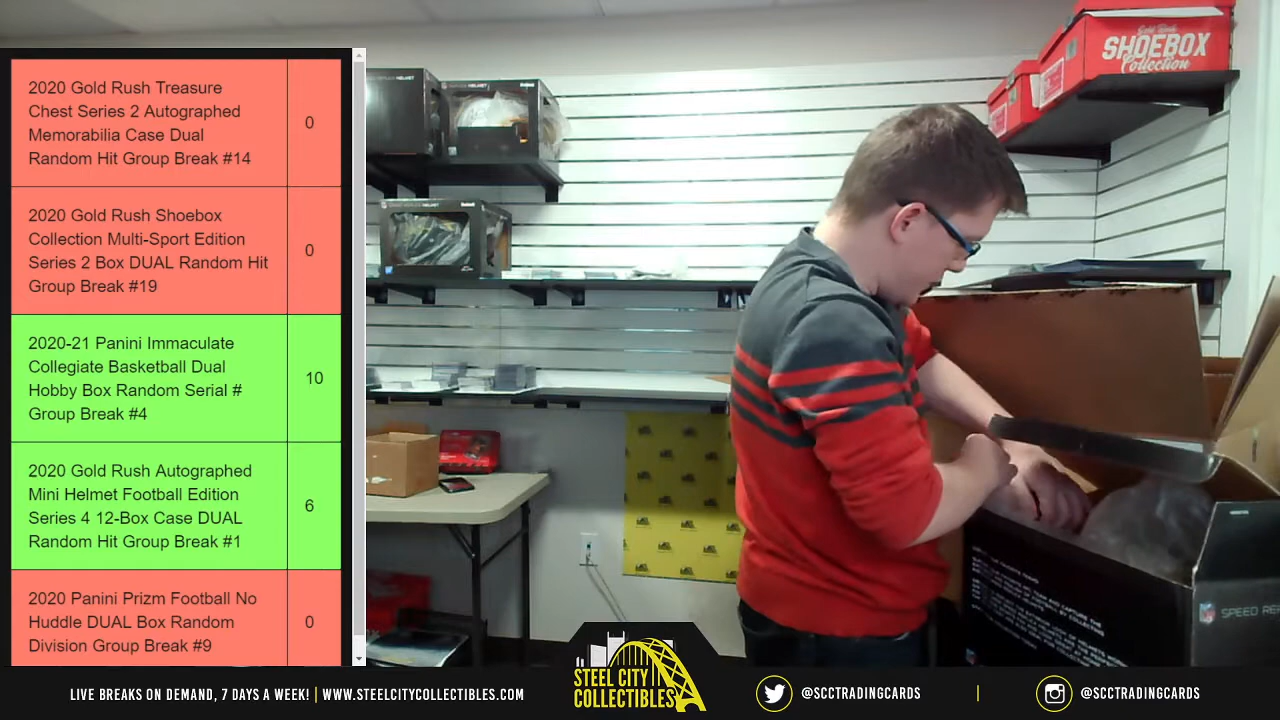 2020 Gold Rush Treasure
Chest Series 2 Autographed
Memorabilia Case Dual
Random Hit Group Break #14
0
2020 Gold Rush Shoebox
Collection Multi-Sport Edition
Series 2 Box DUAL Random Hit
Group Break #19
0
2020-21 Panini Immaculate
Collegiate Basketball Dual
Hobby Box Random Serial #
Group Break #4
10
2020 Gold Rush Autographed
Mini Helmet Football Edition
Series 4 12-Box Case DUAL
Random Hit Group Break #1
6
2020 Panini Prizm Football No
Huddle DUAL Box Random
Division Group Break #9
0
Gold Rush
SHOEBOX
Collection
SPEED
STEEL CITY
COLLECTIBLES
LIVE BREAKS ON DEMAND, 7 DAYS A WEEK! | WWW.STEELCITYCOLLECTIBLES.COM
@SCCTRADINGCARDS | @SCCTRADINGCARDS